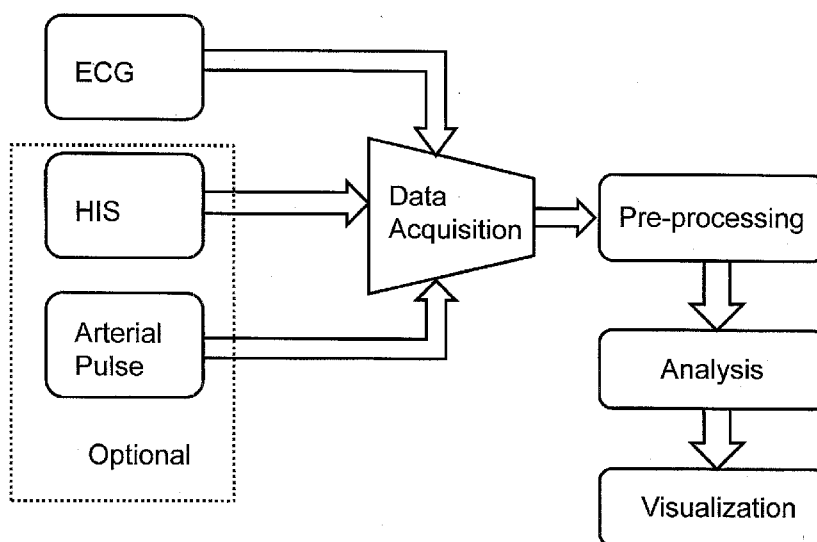 ECG
HIS
Arterial
Pulse
Optional
Data
Acquisition
Pre-processing
Analysis
Visualization